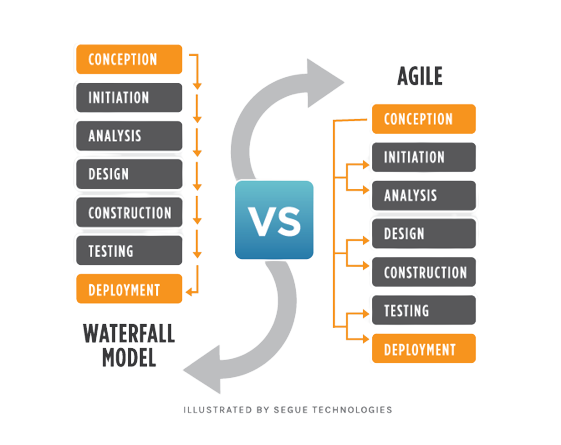 CONCEPTION
INITIATION
ANALYSIS
DESIGN
CONSTRUCTION
TESTING
DEPLOYMENT
WATERFALL
MODEL
VS
AGILE
CONCEPTION
INITIATION
ANALYSIS
DESIGN
CONSTRUCTION
TESTING
DEPLOYMENT
ILLUSTRATED BY SEGUE TECHNOLOGIES